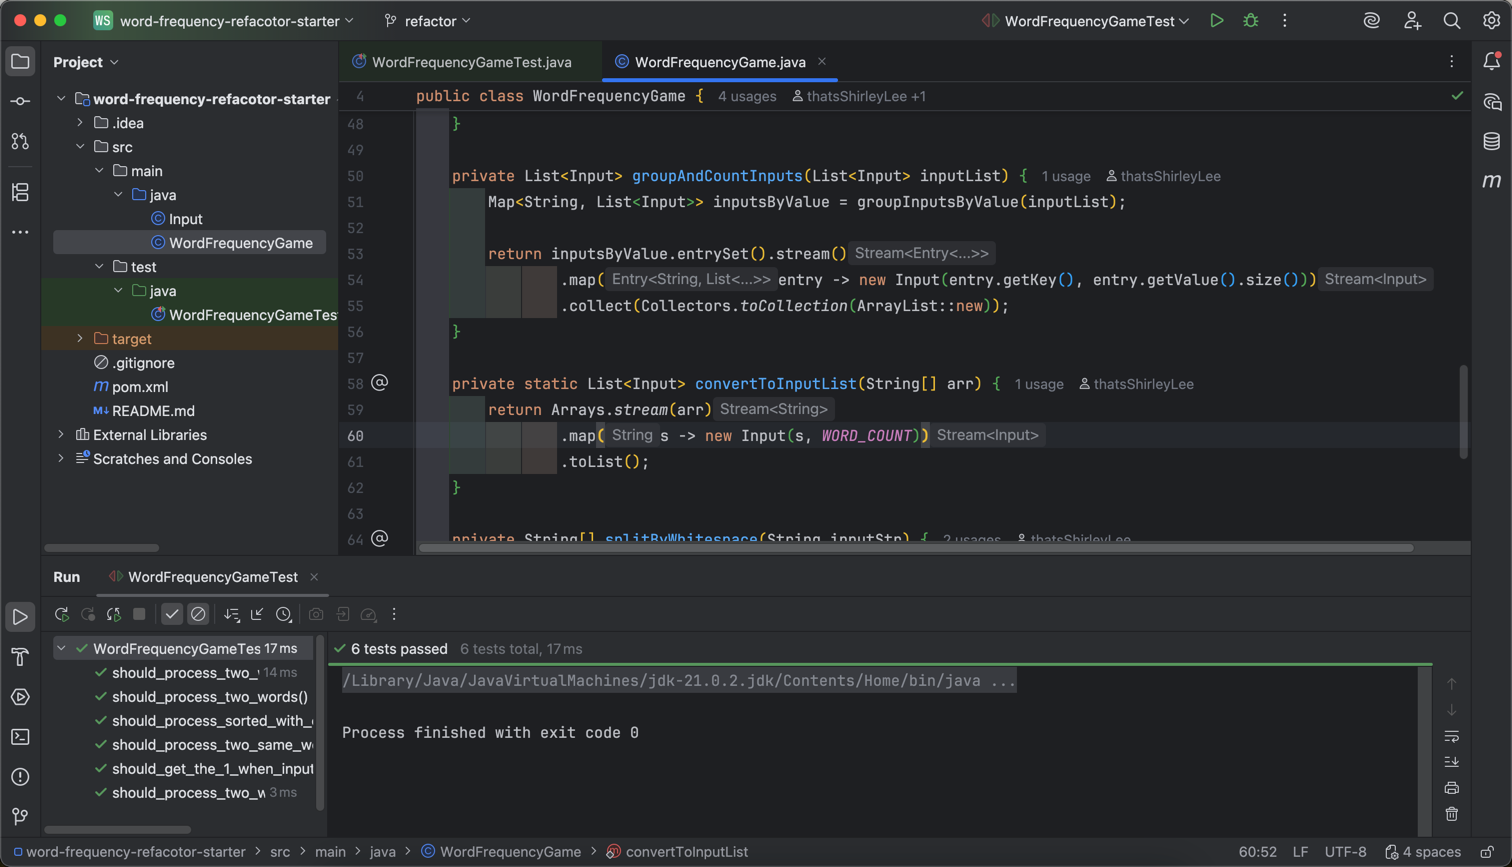 WS word-frequency-refacotor-starter refactor WordFrequencyGameTest
Project
WordFrequencyGameTest.java WordFrequencyGame.java
word-frequency-refacotor-starter
.idea
src
main
java
Input
WordFrequencyGame
test
java
WordFrequencyGameTes
target
.gitignore
m pom.xml
M↓ README.md
External Libraries
Scratches and Consoles
4 public class WordFrequencyGame { 4 usages thatsShirleyLee +1
48 }
49
50 private List<Input> groupAndCountInputs(List<Input> inputList) { 1 usage thatsShirleyLee
51 Map<String, List<Input>> inputsByValue = groupInputsByValue(inputList);
52
53 return inputsByValue.entrySet().stream() Stream<Entry<...>>
54 .map( Entry<String, List<...>> entry -> new Input(entry.getKey(), entry.getValue().size())) Stream<Input>
55 .collect(Collectors.toCollection(ArrayList::new));
56 }
57
58 @ private static List<Input> convertToInputList(String[] arr) { 1 usage thatsShirleyLee
59 return Arrays.stream(arr) Stream<String>
60 .map( String s -> new Input(s, WORD_COUNT)) Stream<Input>
61 .toList();
62 }
63
64 @ private String[] splitByWhitespace(String inputStr) { 2 usages thatsShirleyLee
m
Run WordFrequencyGameTest
WordFrequencyGameTes 17 ms
should_process_two_ 14 ms
should_process_two_words()
should_process_sorted_with_
should_process_two_same_w
should_get_the_1_when_input
should_process_two_w 3 ms
6 tests passed 6 tests total, 17 ms
/Library/Java/JavaVirtualMachines/jdk-21.0.2.jdk/Contents/Home/bin/java ...
Process finished with exit code 0
word-frequency-refacotor-starter > src > main > java > WordFrequencyGame > convertToInputList 60:52 LF UTF-8 4 spaces